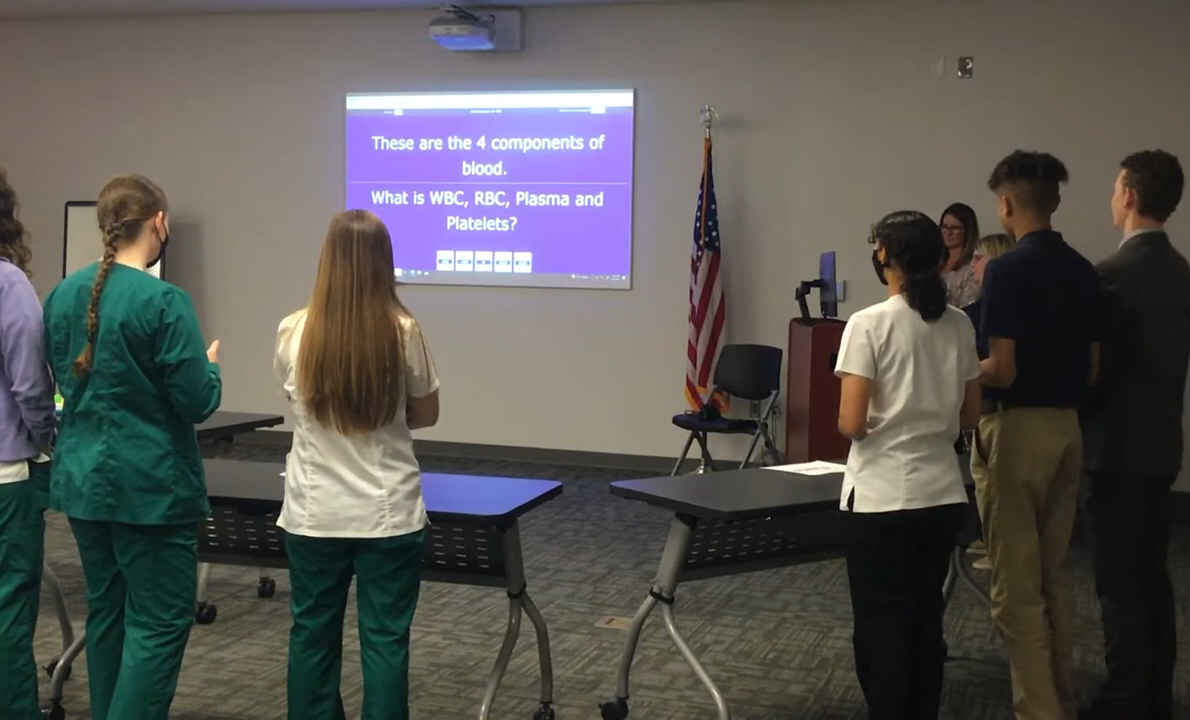 These are the 4 components of
blood.
What is WBC, RBC, Plasma and
Platelets?